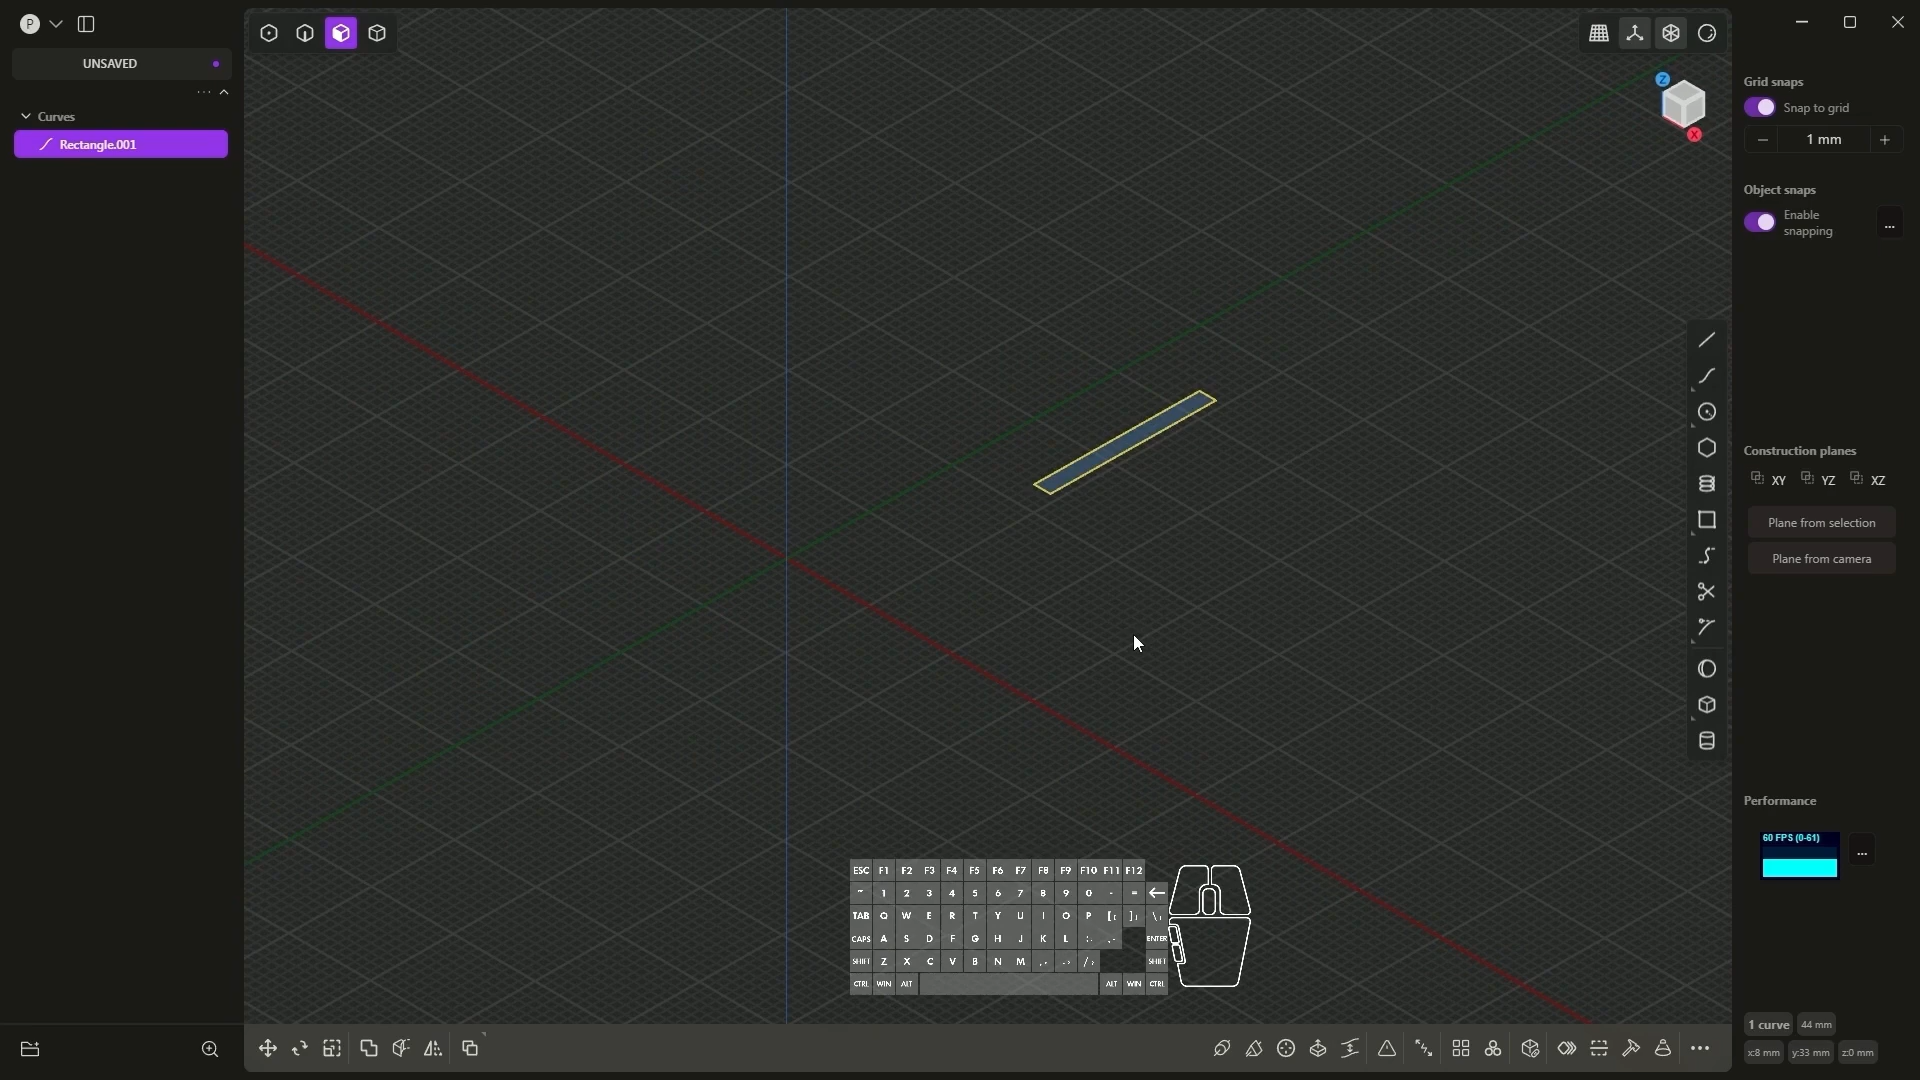 P
UNSAVED
...
Curves
Rectangle.001
Z
X
Grid snaps
Snap to grid
− 1 mm +
Object snaps
Enable
snapping
...
Construction planes
XY YZ XZ
Plane from selection
Plane from camera
Performance
60 FPS (0-61)
...
ESC F1 F2 F3 F4 F5 F6 F7 F8 F9 F10 F11 F12
~ 1 2 3 4 5 6 7 8 9 0 - = ←
TAB Q W E R T Y U I O P
CAPS A S D F G H J K L ENTER
SHIFT Z X C V B N M SHIFT
CTRL WIN ALT ALT WIN CTRL
1 curve 44 mm
x:8 mm y:33 mm z:0 mm